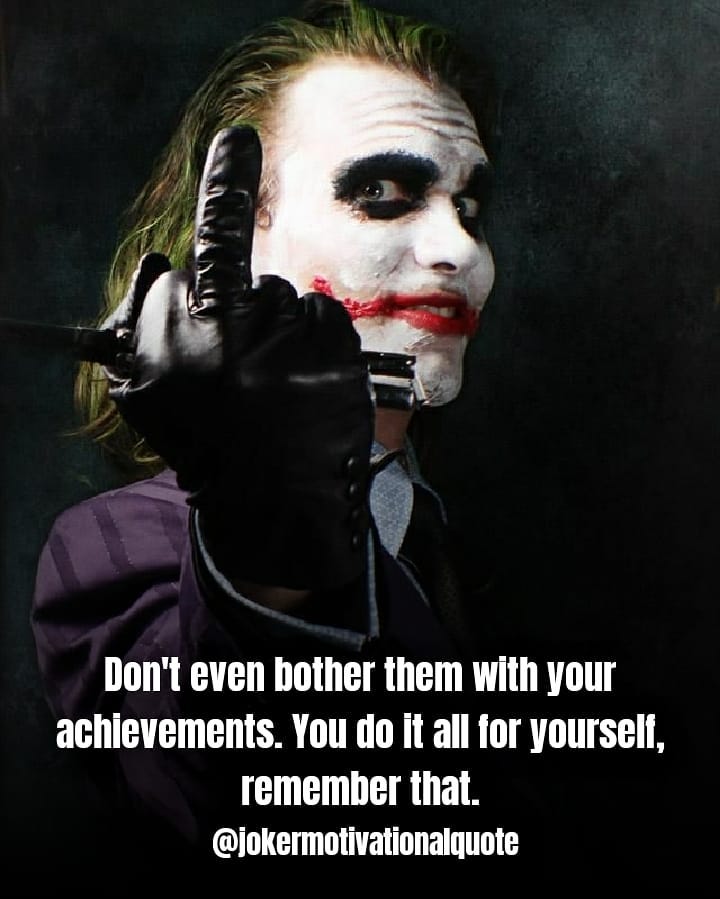 Don't even bother them with your
achievements. You do it all for yourself,
remember that.
@jokermotivationalquote